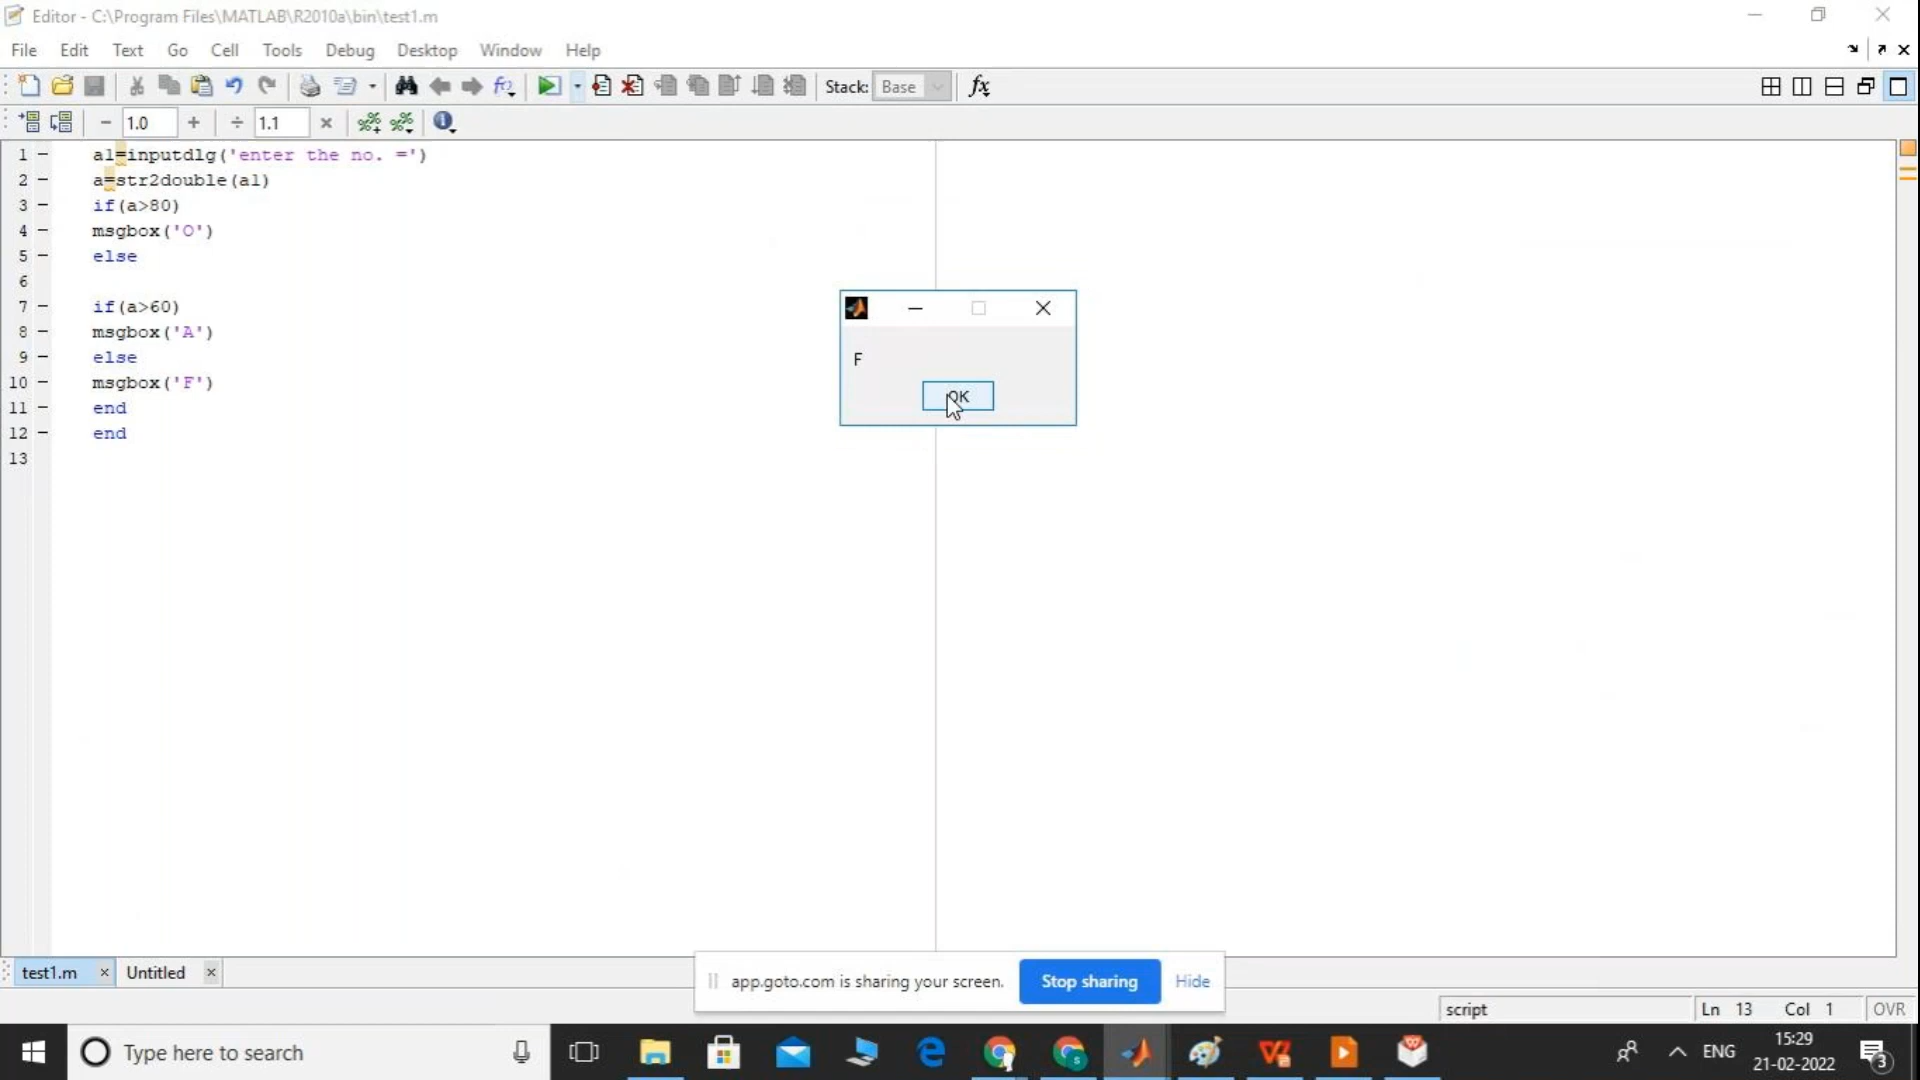 Editor - C:\Program Files\MATLAB\R2010a\bin\test1.m
File Edit Text Go Cell Tools Debug Desktop Window Help
Stack: Base fx
− 1.0 + ÷ 1.1 ×
1 − a1=inputdlg('enter the no. =')
2 − a=str2double(a1)
3 − if(a>80)
4 − msgbox('O')
5 − else
6
7 − if(a>60)
8 − msgbox('A')
9 − else
10 − msgbox('F')
11 − end
12 − end
13
F
OK
test1.m × Untitled ×
app.goto.com is sharing your screen. Stop sharing Hide
script Ln 13 Col 1 OVR
Type here to search
ENG 15:29
21-02-2022
3